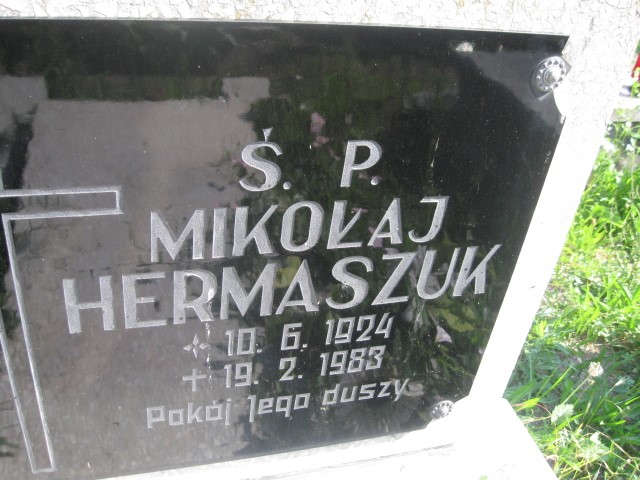 Ś. P.
MIKOŁAJ
HERMASZUK
✧ 10. 6. 1924
+ 19. 2. 1983
Pokój Jego duszy